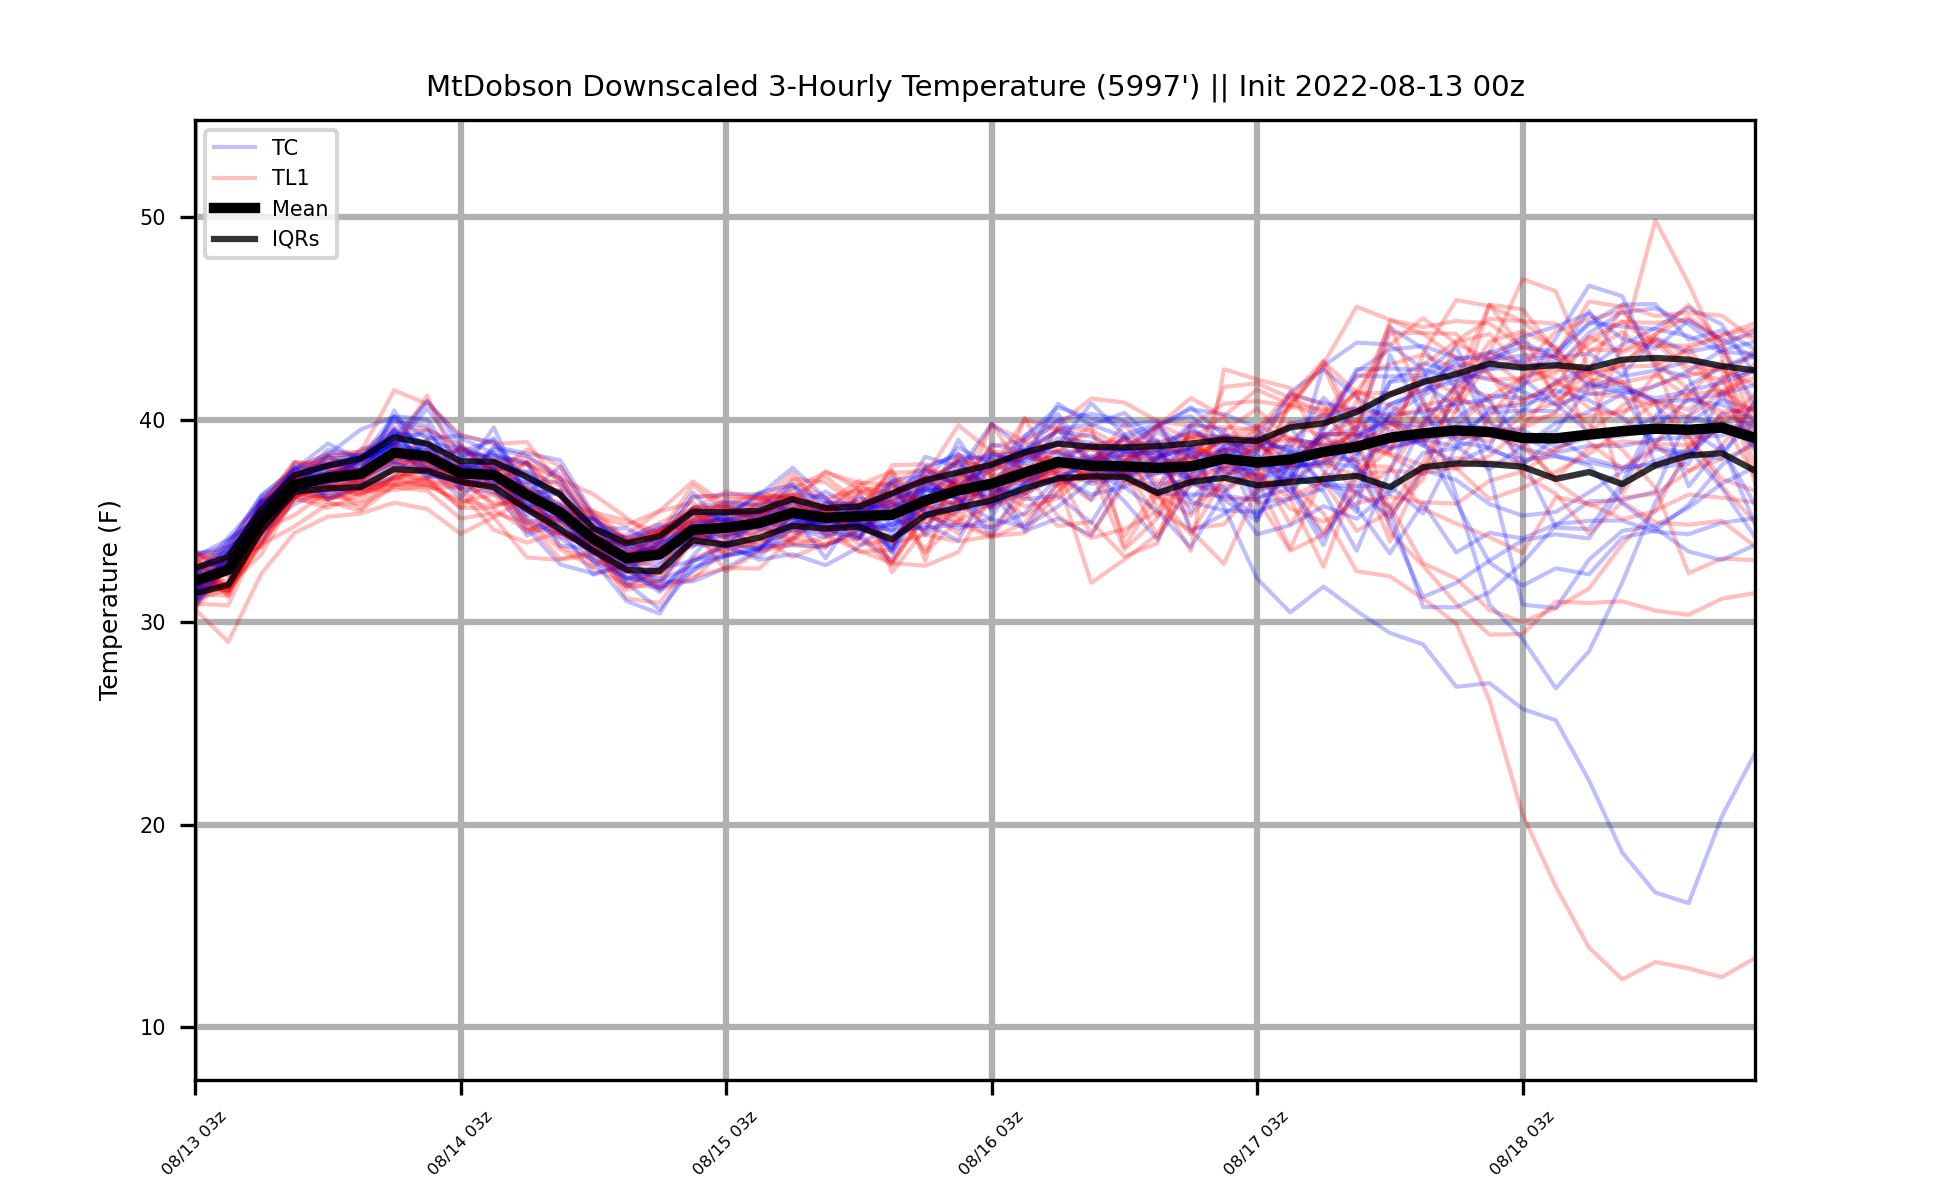 MtDobson Downscaled 3-Hourly Temperature (5997') || Init 2022-08-13 00z
TC
TL1
Mean
IQRs
Temperature (F)
50
40
30
20
10
08/13 03z
08/14 03z
08/15 03z
08/16 03z
08/17 03z
08/18 03z